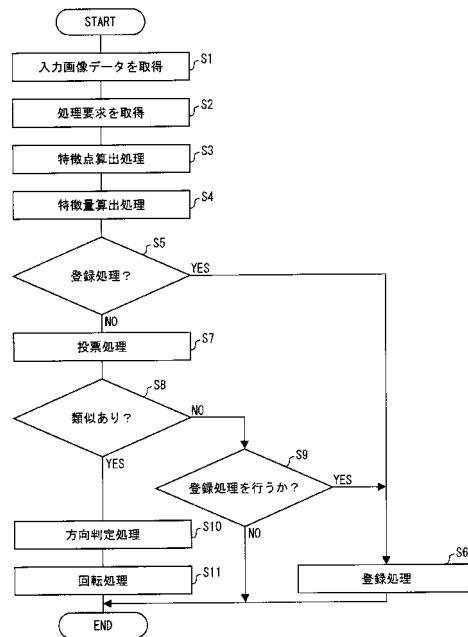 START
入力画像データを取得
S1
処理要求を取得
S2
特徴点算出処理
S3
特徴量算出処理
S4
登録処理?
S5
YES
NO
投票処理
S7
類似あり?
S8
NO
YES
登録処理を行うか?
S9
YES
NO
方向判定処理
S10
登録処理
S6
回転処理
S11
END